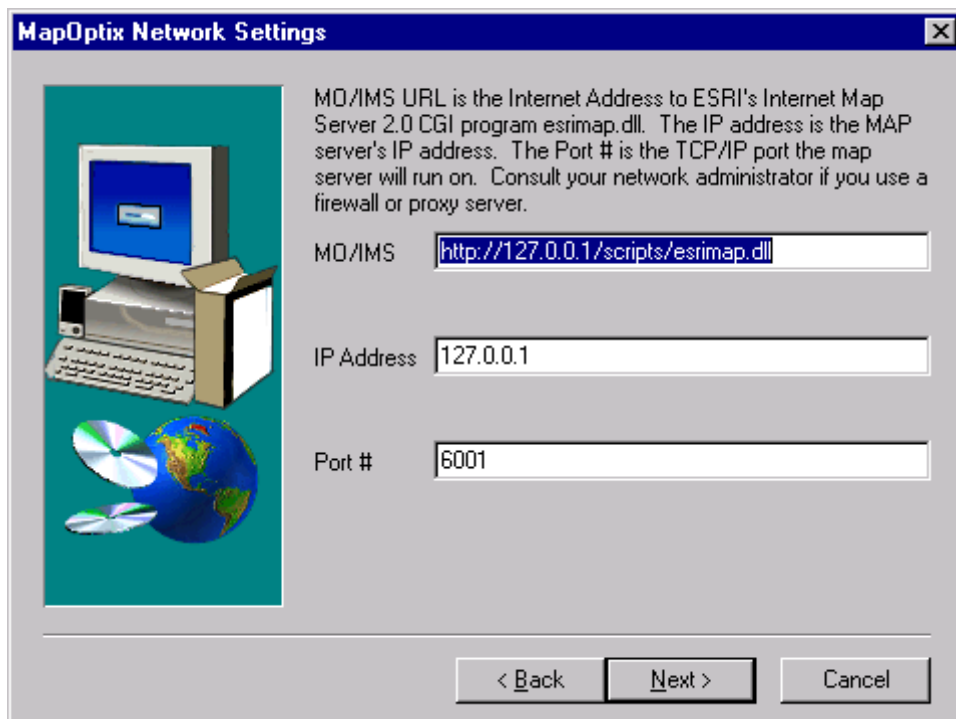 MapOptix Network Settings
MO/IMS URL is the Internet Address to ESRI's Internet Map
Server 2.0 CGI program esrimap.dll.  The IP address is the MAP
server's IP address.  The Port # is the TCP/IP port the map
server will run on.  Consult your network administrator if you use a
firewall or proxy server.
MO/IMS http://127.0.0.1/scripts/esrimap.dll
IP Address 127.0.0.1
Port # 6001
< Back Next > Cancel